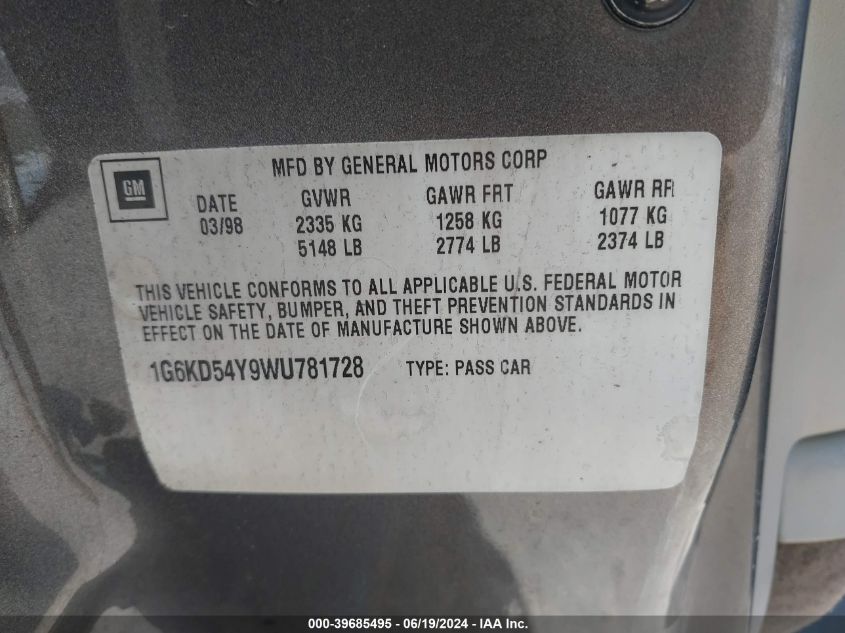 MFD BY GENERAL MOTORS CORP
GM
DATE GVWR GAWR FRT GAWR RR
03/98 2335 KG 1258 KG 1077 KG
5148 LB 2774 LB 2374 LB
THIS VEHICLE CONFORMS TO ALL APPLICABLE U.S. FEDERAL MOTOR
VEHICLE SAFETY, BUMPER, AND THEFT PREVENTION STANDARDS IN
EFFECT ON THE DATE OF MANUFACTURE SHOWN ABOVE.
1G6KD54Y9WU781728 TYPE: PASS CAR
000-39685495 - 06/19/2024 - IAA Inc.